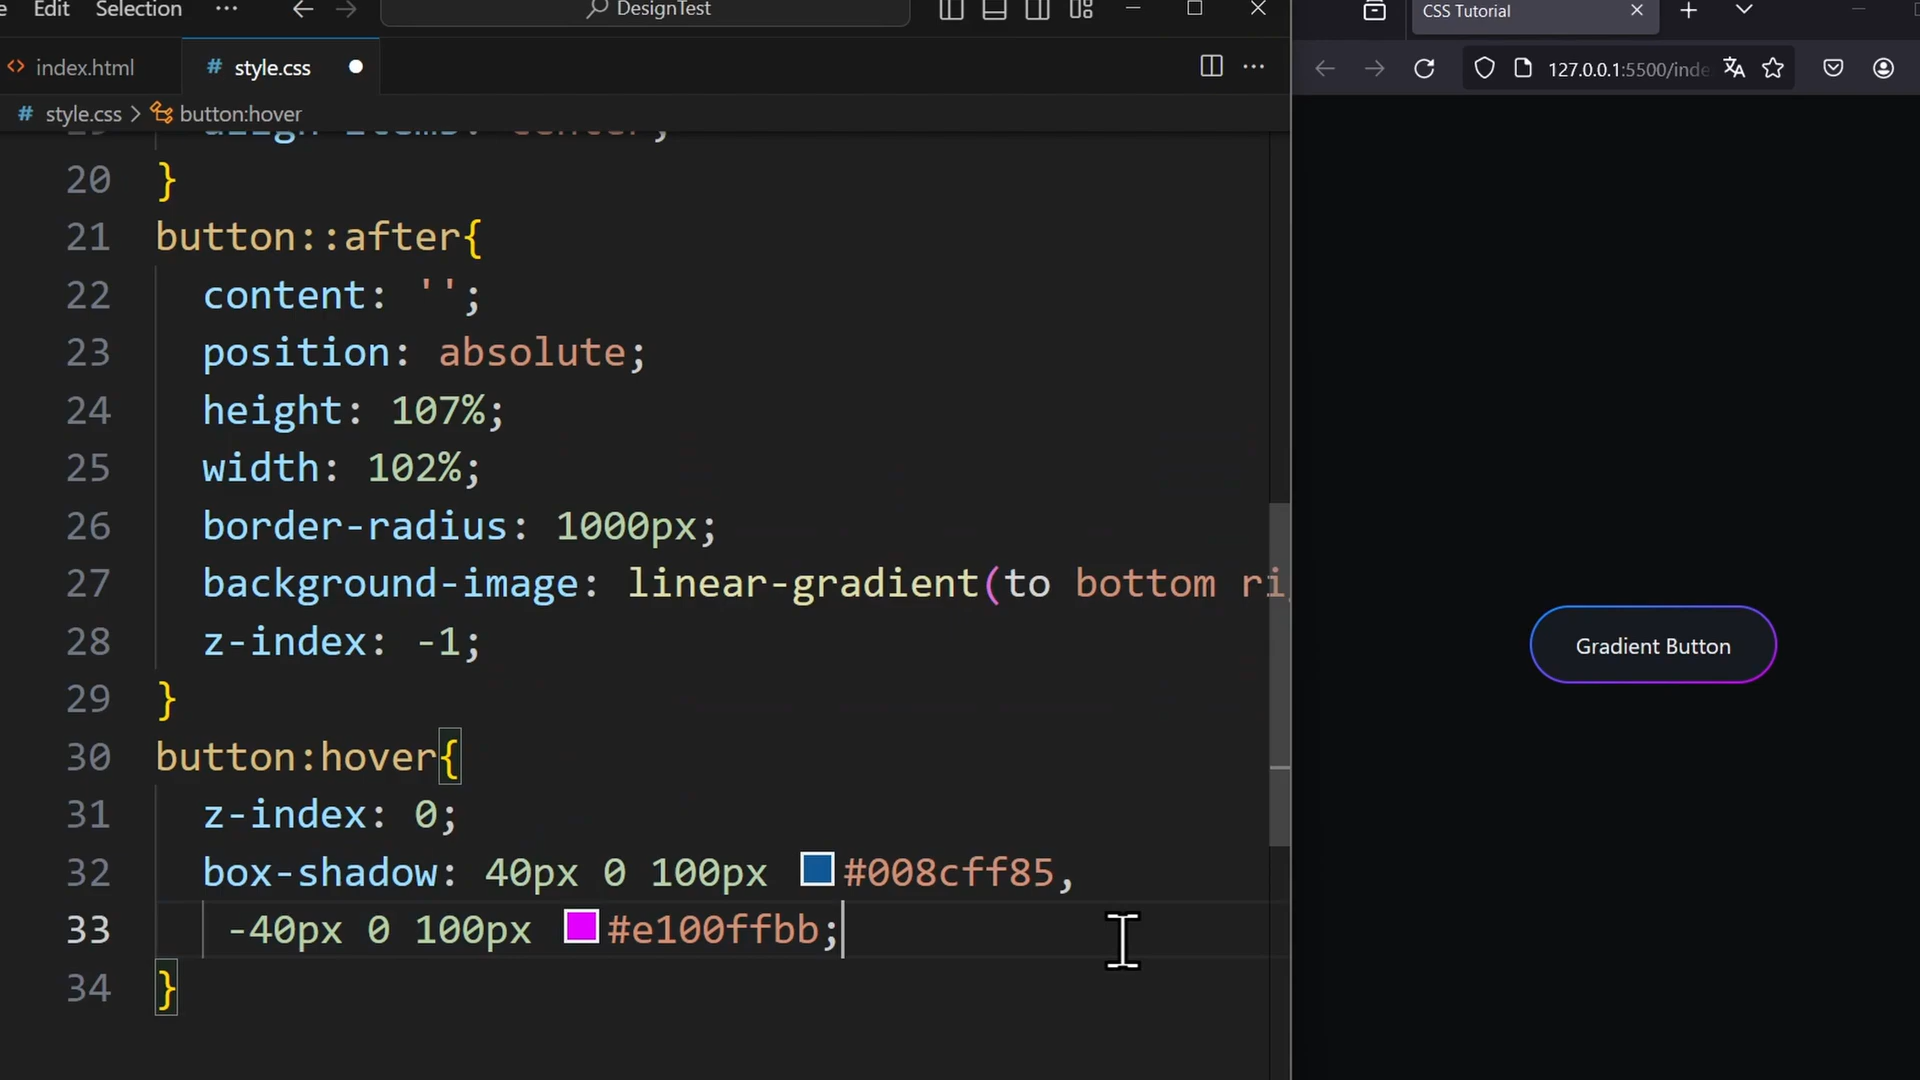 Edit Selection ··· DesignTest
index.html
# style.css
# style.css > button:hover
align-items: center;
20 }
21 button::after{
22 content: '';
23 position: absolute;
24 height: 107%;
25 width: 102%;
26 border-radius: 1000px;
27 background-image: linear-gradient(to bottom ri
28 z-index: -1;
29 }
30 button:hover{
31 z-index: 0;
32 box-shadow: 40px 0 100px #008cff85,
33 -40px 0 100px #e100ffbb;
34 }
CSS Tutorial
127.0.0.1:5500/inde
Gradient Button